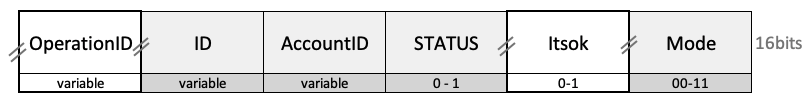 OperationID ID AccountID STATUS Itsok Mode 16bits
variable variable variable 0 - 1 0-1 00-11